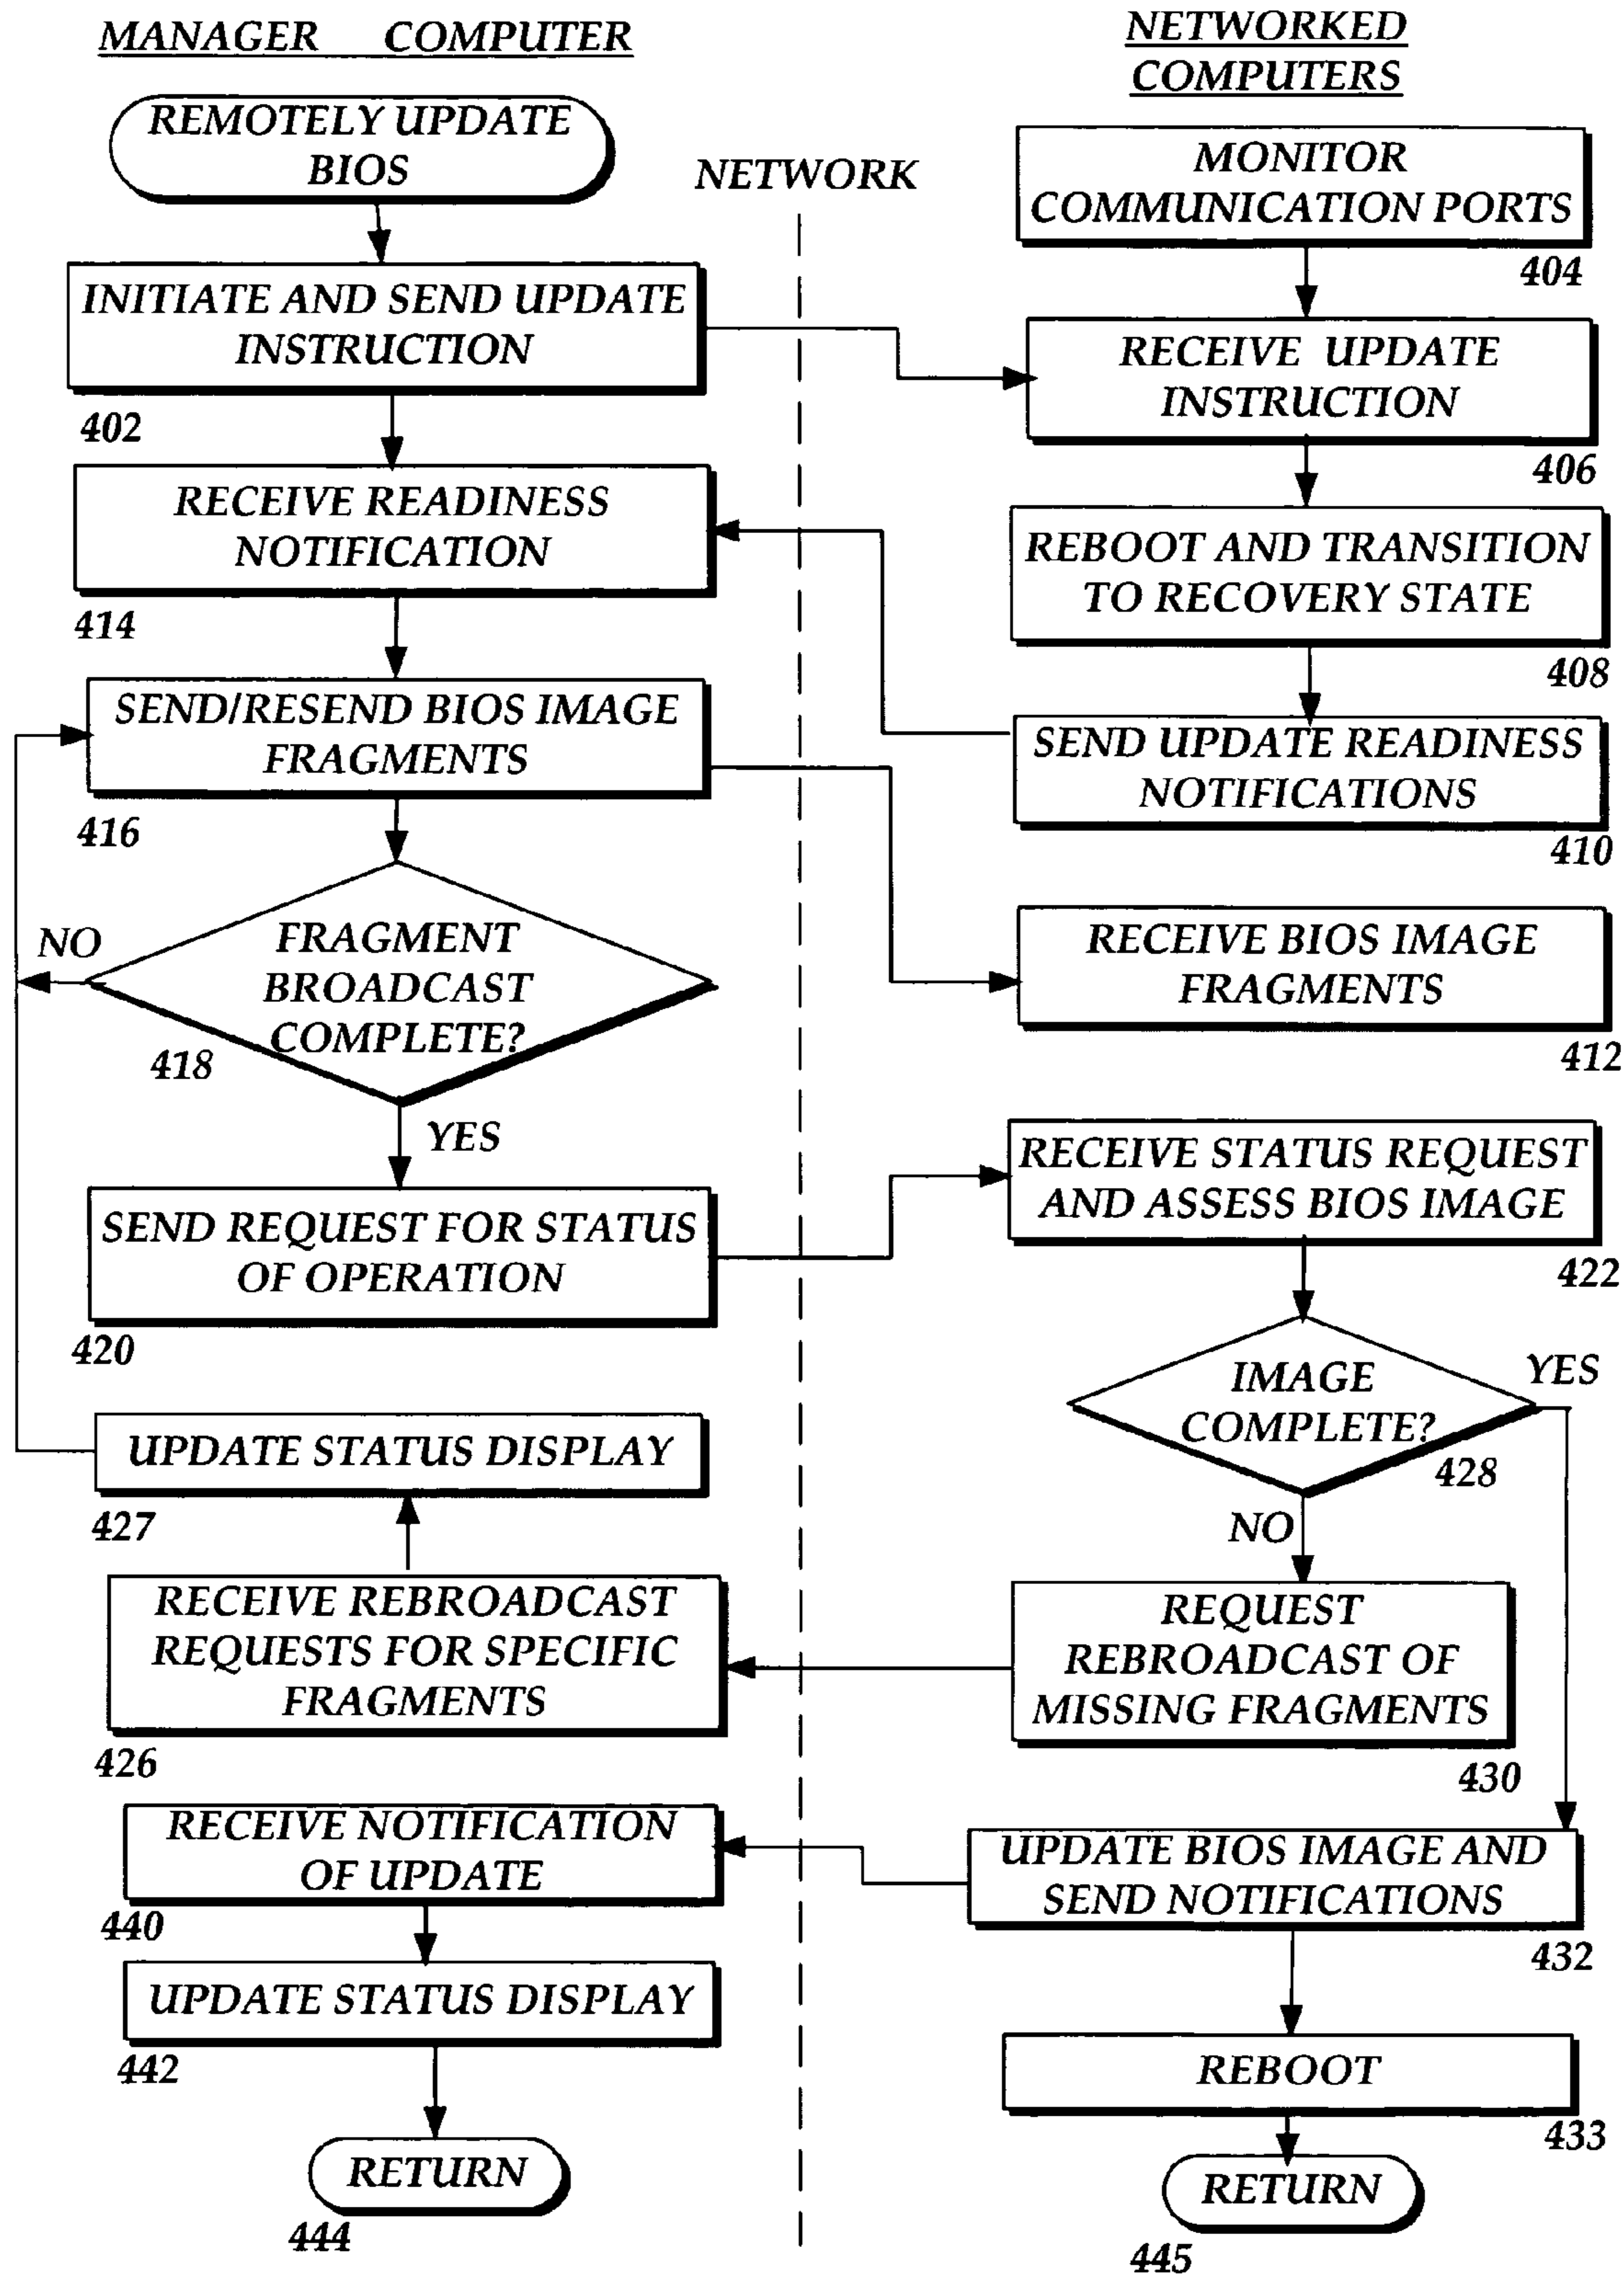 MANAGER COMPUTER
REMOTELY UPDATE
BIOS
INITIATE AND SEND UPDATE
INSTRUCTION
402
RECEIVE READINESS
NOTIFICATION
414
SEND/RESEND BIOS IMAGE
FRAGMENTS
416
NO
FRAGMENT
BROADCAST
COMPLETE?
418
YES
SEND REQUEST FOR STATUS
OF OPERATION
420
UPDATE STATUS DISPLAY
427
RECEIVE REBROADCAST
REQUESTS FOR SPECIFIC
FRAGMENTS
426
RECEIVE NOTIFICATION
OF UPDATE
440
UPDATE STATUS DISPLAY
442
RETURN
444
NETWORK
NETWORKED
COMPUTERS
MONITOR
COMMUNICATION PORTS
404
RECEIVE UPDATE
INSTRUCTION
406
REBOOT AND TRANSITION
TO RECOVERY STATE
408
SEND UPDATE READINESS
NOTIFICATIONS
410
RECEIVE BIOS IMAGE
FRAGMENTS
412
RECEIVE STATUS REQUEST
AND ASSESS BIOS IMAGE
422
IMAGE
COMPLETE?
YES
428
NO
REQUEST
REBROADCAST OF
MISSING FRAGMENTS
430
UPDATE BIOS IMAGE AND
SEND NOTIFICATIONS
432
REBOOT
433
RETURN
445